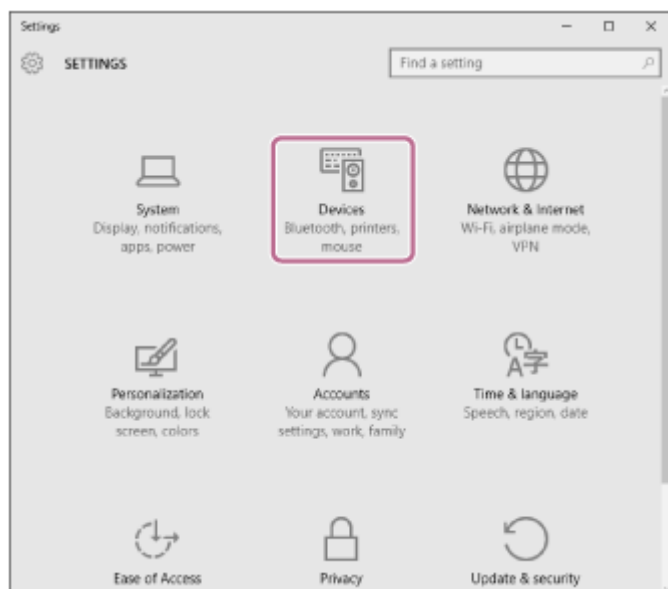 Settings
SETTINGS
Find a setting
System
Display, notifications,
apps, power
Devices
Bluetooth, printers,
mouse
Network & Internet
Wi-Fi, airplane mode,
VPN
Personalization
Background, lock
screen, colors
Accounts
Your account, sync
settings, work, family
A字
Time & language
Speech, region, date
Ease of Access
Privacy
Update & security